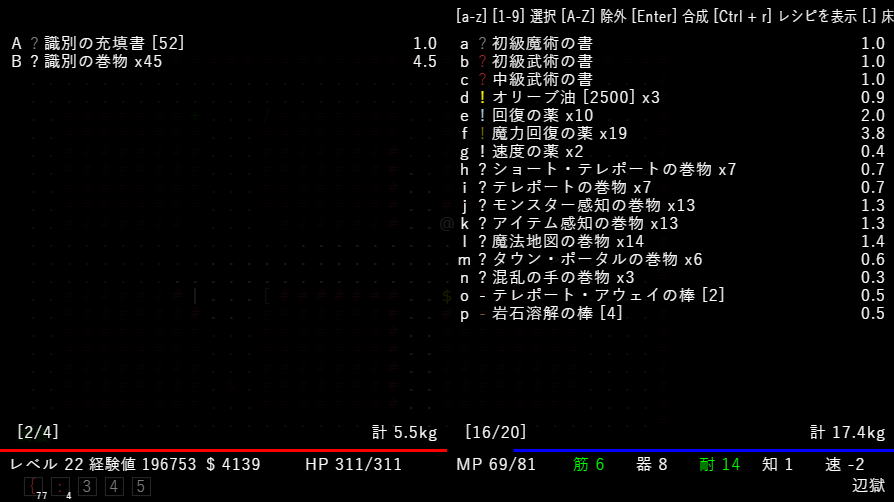 [a-z] [1-9] 選択 [A-Z] 除外 [Enter] 合成 [Ctrl + r] レシピを表示 [.] 床
A ? 識別の充填書 [52] 1.0
B ? 識別の巻物 x45 4.5
[2/4] 計 5.5kg
a ? 初級魔術の書 1.0
b ? 初級武術の書 1.0
c ? 中級武術の書 1.0
d ! オリーブ油 [2500] x3 0.9
e ! 回復の薬 x10 2.0
f ! 魔力回復の薬 x19 3.8
g ! 速度の薬 x2 0.4
h ? ショート・テレポートの巻物 x7 0.7
i ? テレポートの巻物 x7 0.7
j ? モンスター感知の巻物 x13 1.3
k ? アイテム感知の巻物 x13 1.3
l ? 魔法地図の巻物 x14 1.4
m ? タウン・ポータルの巻物 x6 0.6
n ? 混乱の手の巻物 x3 0.3
o - テレポート・アウェイの棒 [2] 0.5
p - 岩石溶解の棒 [4] 0.5
[16/20] 計 17.4kg
レベル 22 経験値 196753 $ 4139 HP 311/311 MP 69/81 筋 6 器 8 耐 14 知 1 速 -2
{ 77 : 4 3 4 5 辺獄